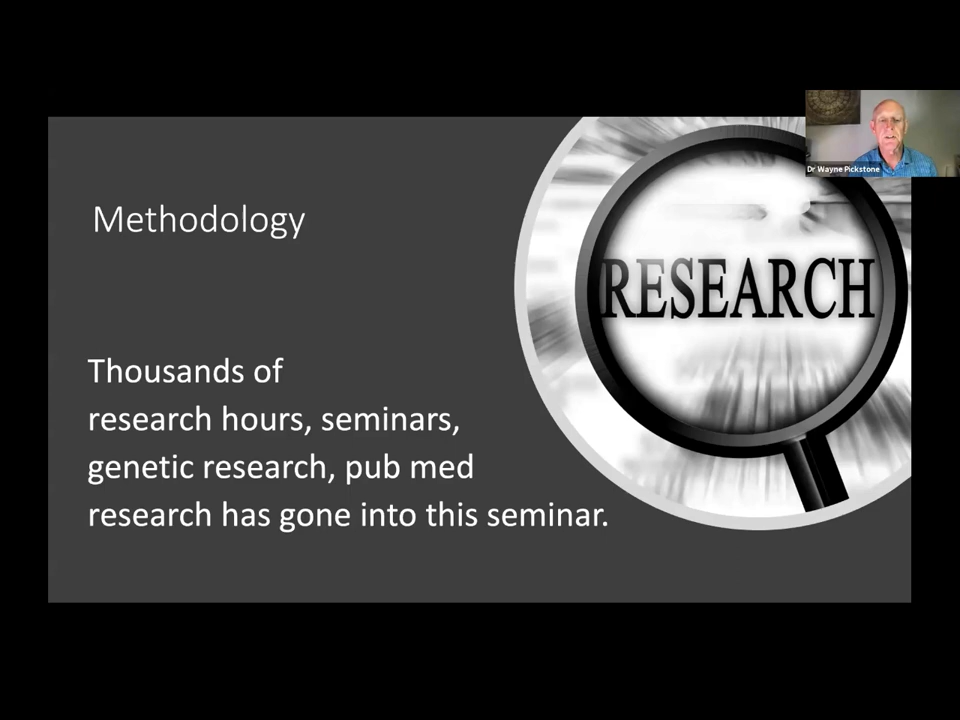 Dr Wayne Pickstone
Methodology
RESEARCH
Thousands of
research hours, seminars,
genetic research, pub med
research has gone into this seminar.